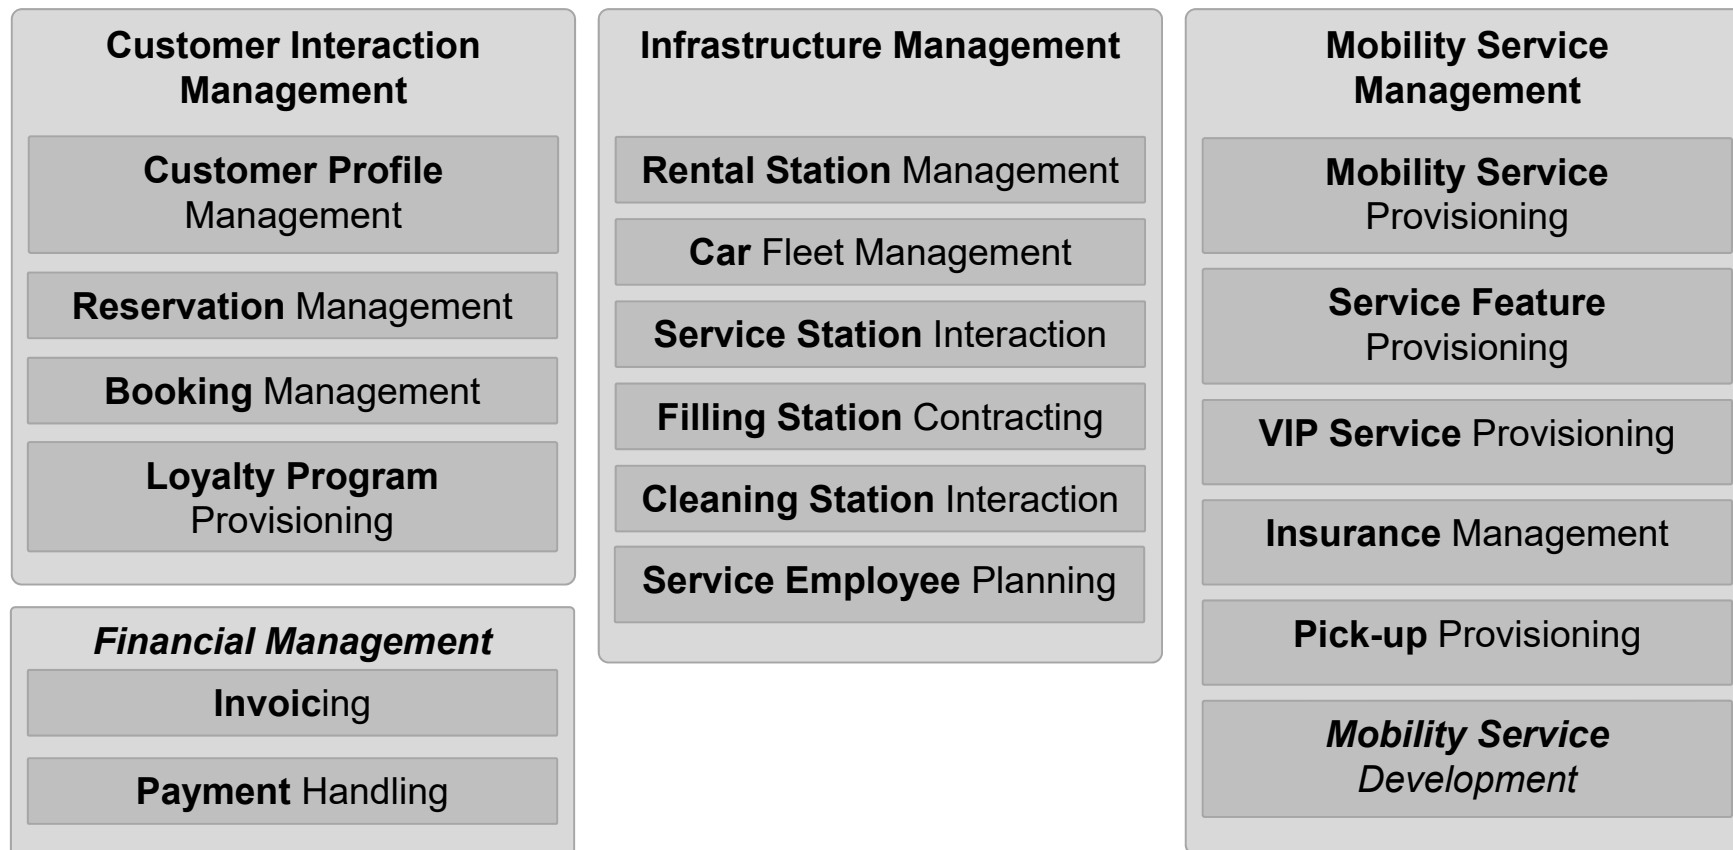 Customer Interaction
Management
Customer Profile
Management
Reservation Management
Booking Management
Loyalty Program
Provisioning
Financial Management
Invoicing
Payment Handling
Infrastructure Management
Rental Station Management
Car Fleet Management
Service Station Interaction
Filling Station Contracting
Cleaning Station Interaction
Service Employee Planning
Mobility Service
Management
Mobility Service
Provisioning
Service Feature
Provisioning
VIP Service Provisioning
Insurance Management
Pick-up Provisioning
Mobility Service
Development